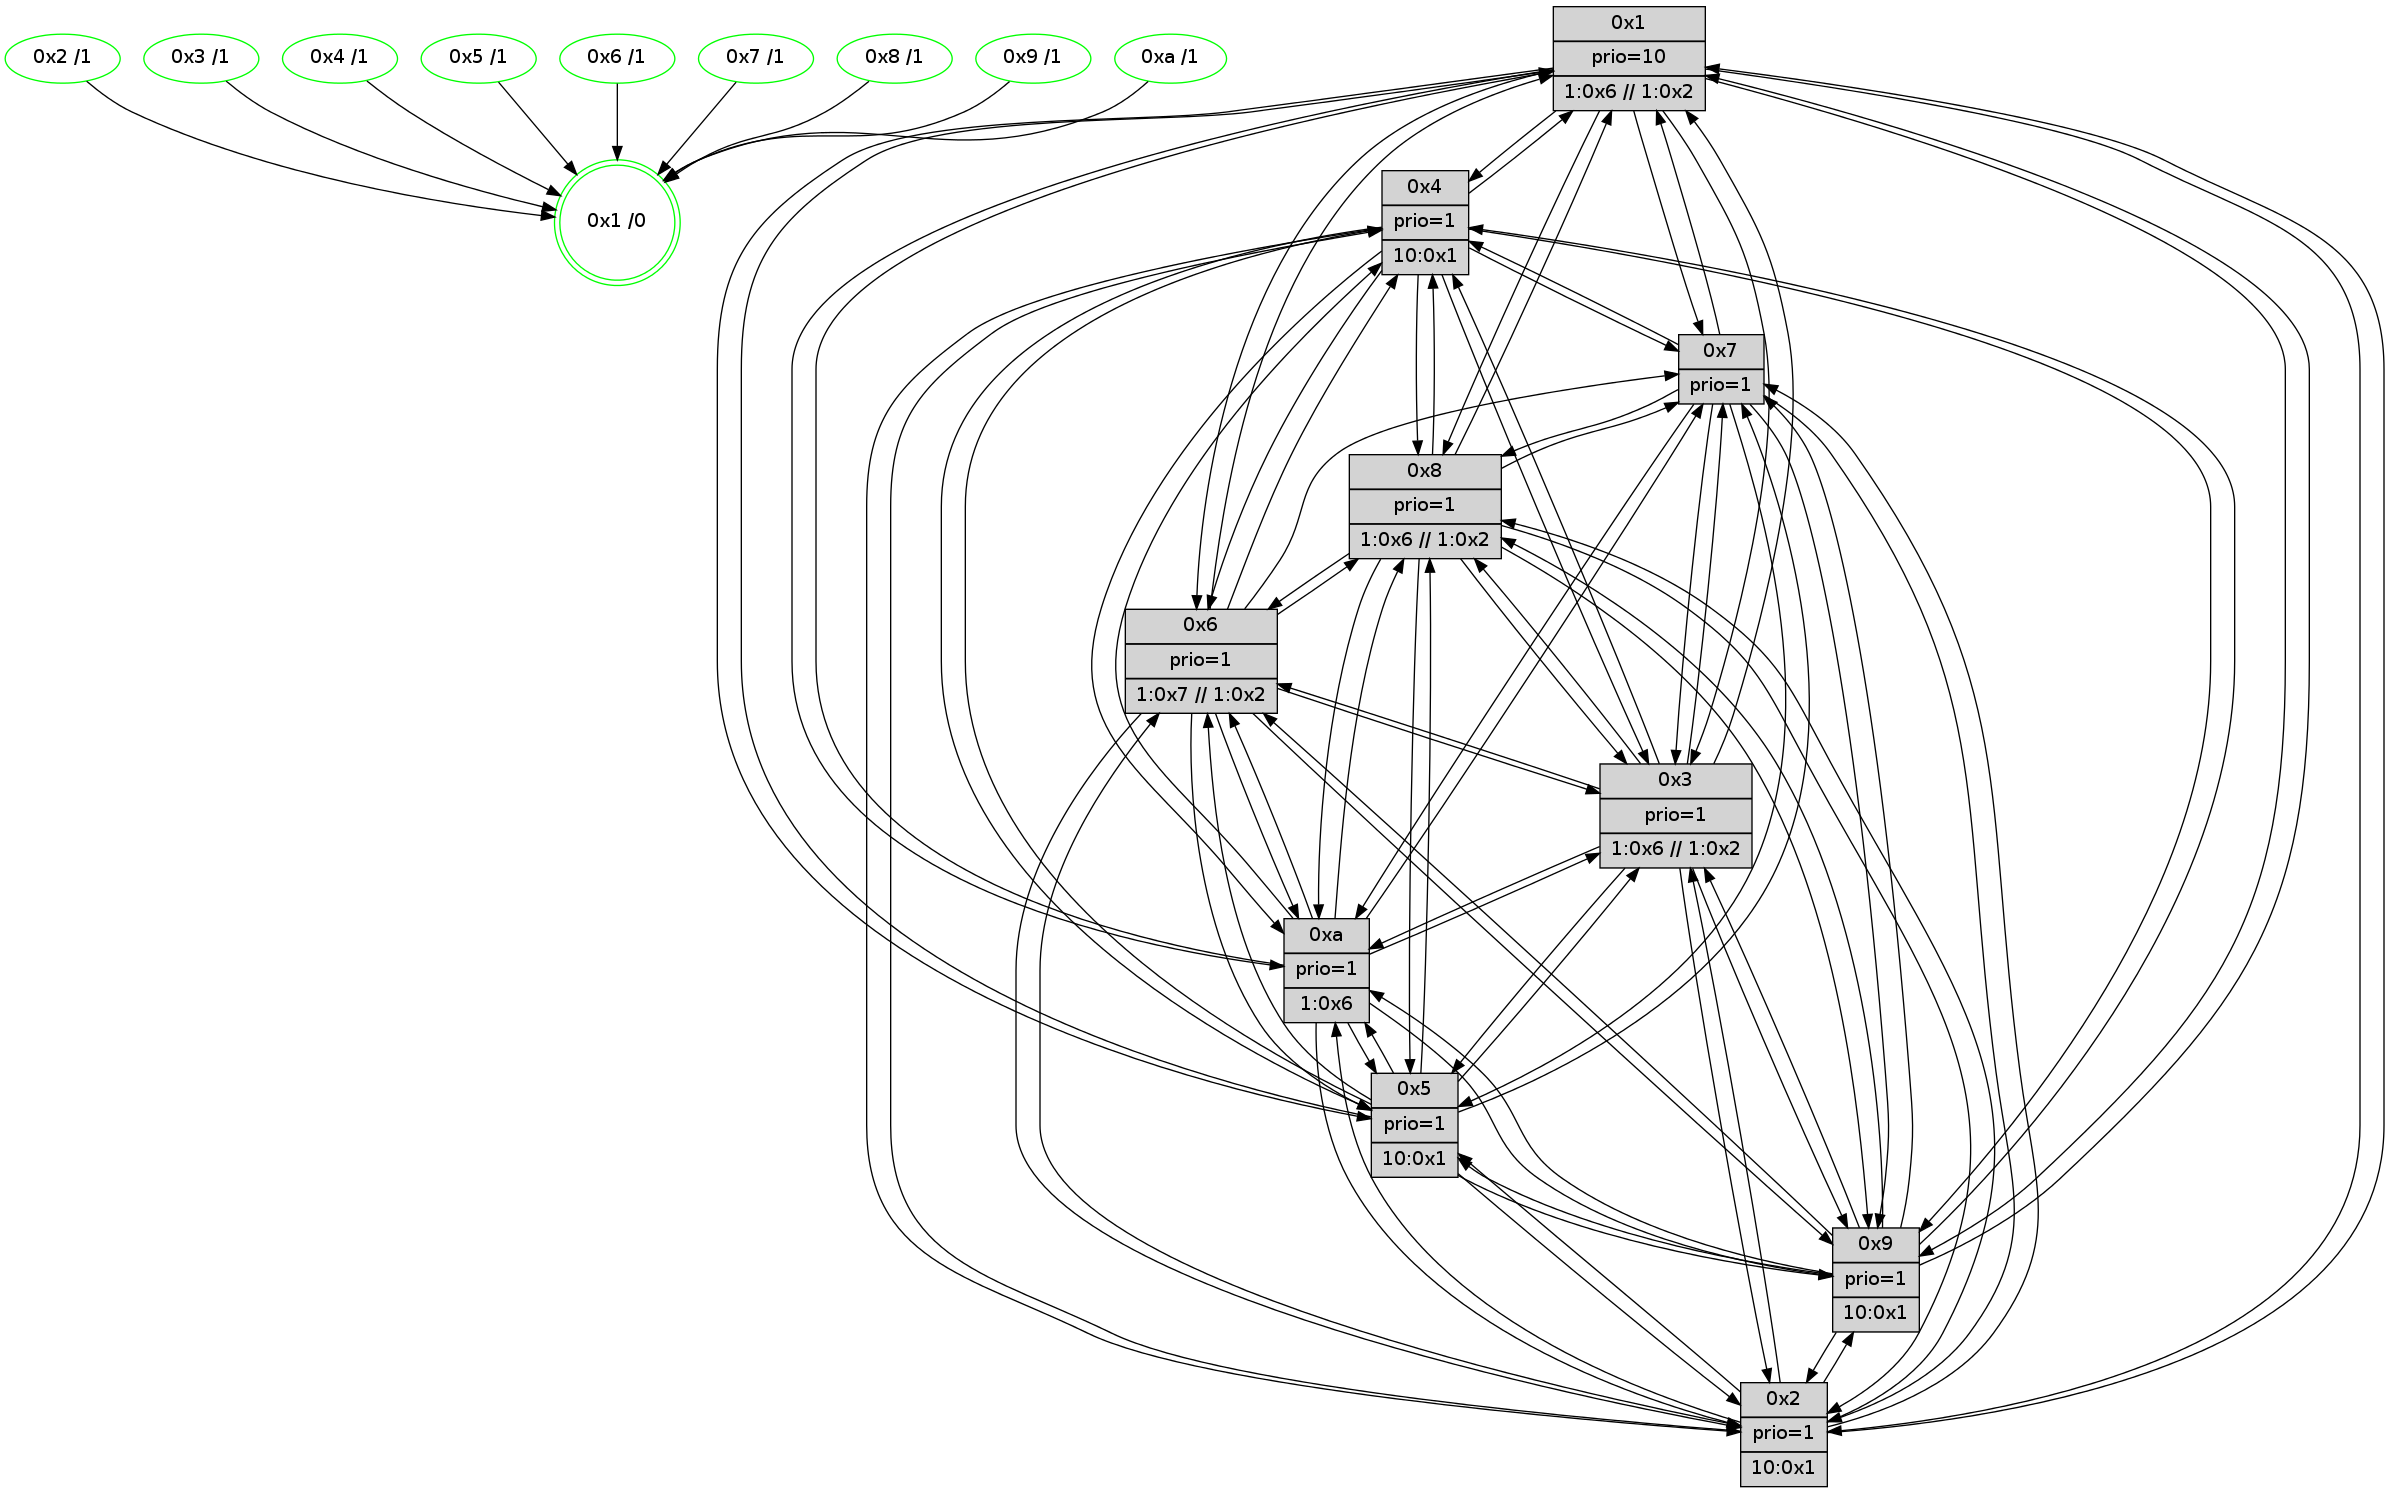 0x2 /1
0x3 /1
0x4 /1
0x5 /1
0x6 /1
0x7 /1
0x8 /1
0x9 /1
0xa /1
0x1 /0
0x1
prio=10
1:0x6 // 1:0x2
0x4
prio=1
10:0x1
0x7
prio=1
0x8
prio=1
1:0x6 // 1:0x2
0x6
prio=1
1:0x7 // 1:0x2
0x3
prio=1
1:0x6 // 1:0x2
0xa
prio=1
1:0x6
0x5
prio=1
10:0x1
0x9
prio=1
10:0x1
0x2
prio=1
10:0x1